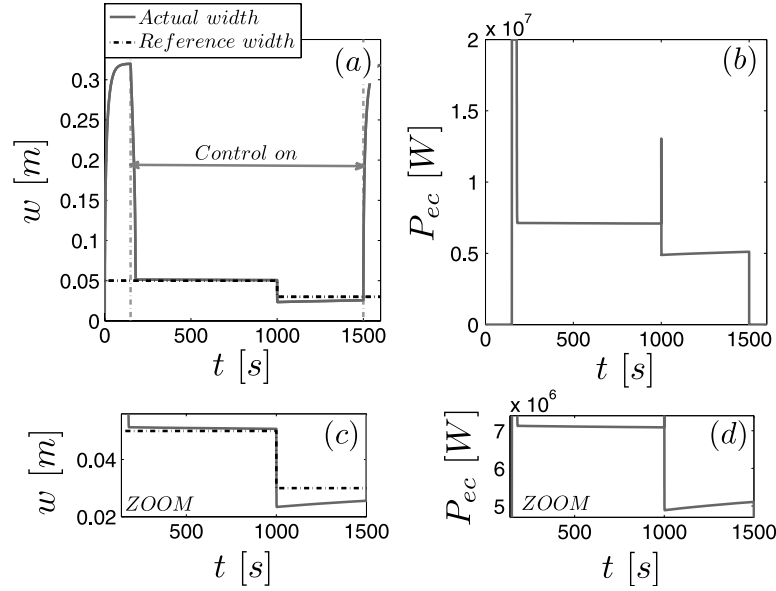 Actual width
Reference width
(a)
0.3
0.25
0.2
0.15
0.1
0.05
0
w [m]
Control on
0 500 1000 1500
t [s]
x 10^7
(b)
2
1.5
1
0.5
0
P_ec [W]
0 500 1000 1500
t [s]
(c)
0.04
0.02
w [m]
ZOOM
500 1000 1500
t [s]
x 10^6
(d)
7
6
5
P_ec [W]
ZOOM
500 1000 1500
t [s]